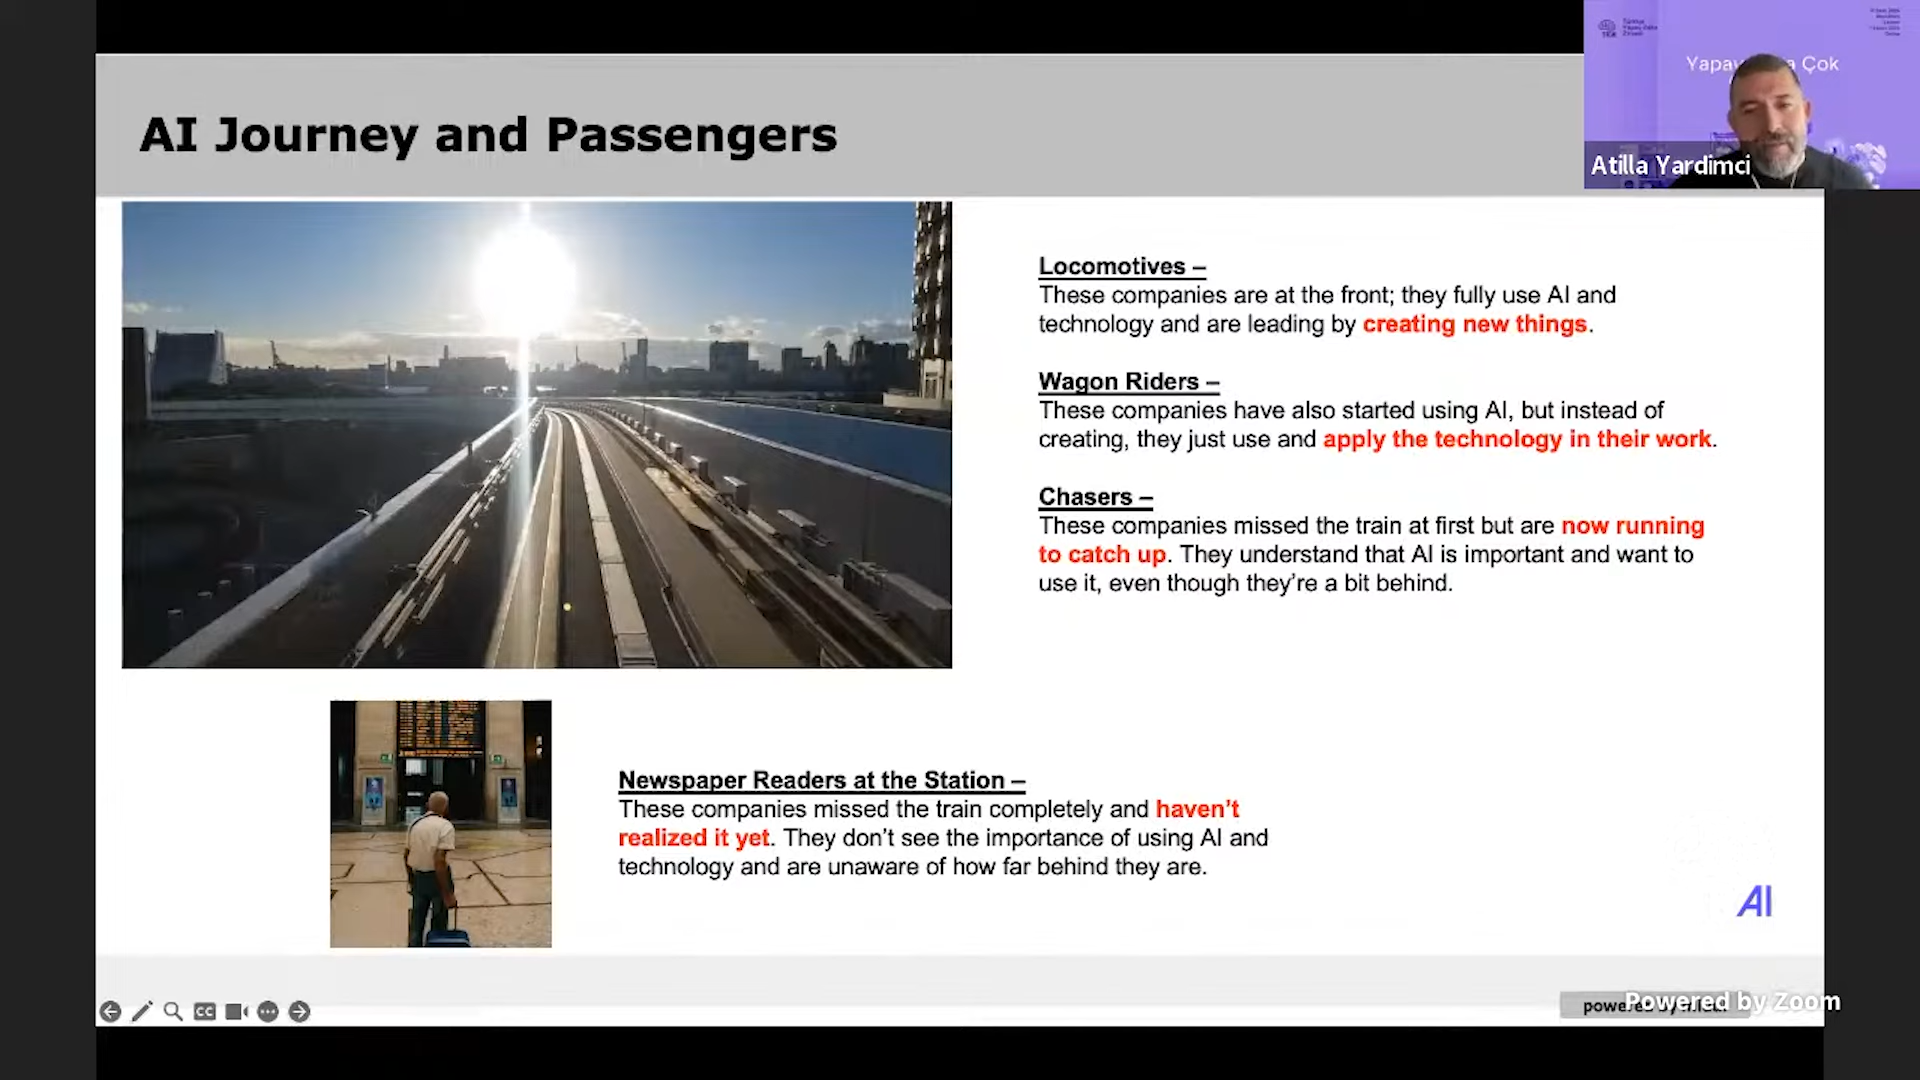 AI Journey and Passengers
Atilla Yardimci
Locomotives –
These companies are at the front; they fully use AI and
technology and are leading by creating new things.
Wagon Riders –
These companies have also started using AI, but instead of
creating, they just use and apply the technology in their work.
Chasers –
These companies missed the train at first but are now running
to catch up. They understand that AI is important and want to
use it, even though they’re a bit behind.
Newspaper Readers at the Station –
These companies missed the train completely and haven’t
realized it yet. They don’t see the importance of using AI and
technology and are unaware of how far behind they are.
AI
CC
Powered by Zoom